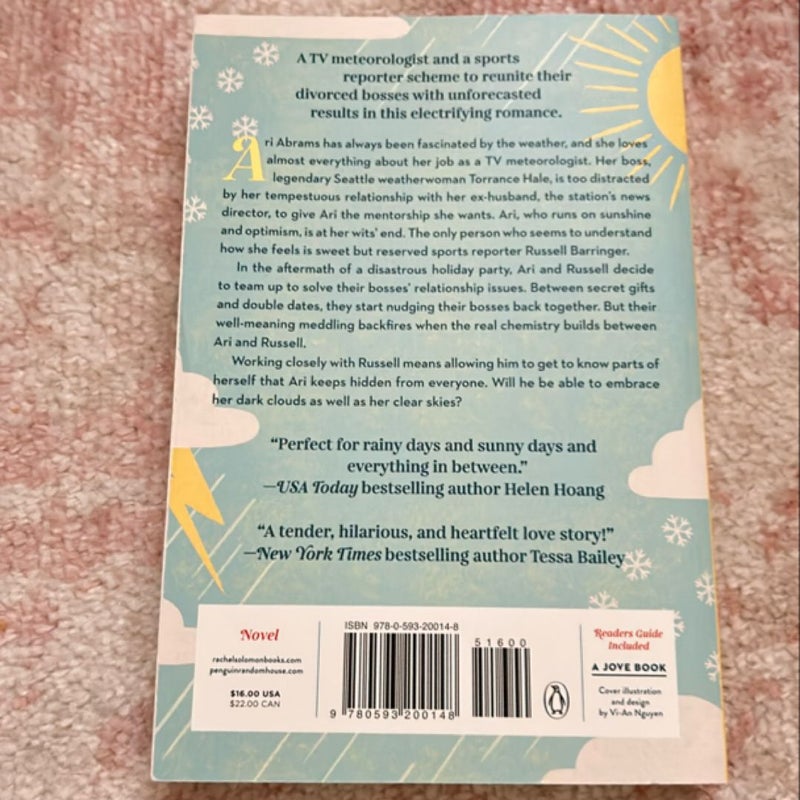 A TV meteorologist and a sports
reporter scheme to reunite their
divorced bosses with unforecasted
results in this electrifying romance.
Ari Abrams has always been fascinated by the weather, and she loves
almost everything about her job as a TV meteorologist. Her boss,
legendary Seattle weatherwoman Torrance Hale, is too distracted
by her tempestuous relationship with her ex-husband, the station's news
director, to give Ari the mentorship she wants. Ari, who runs on sunshine
and optimism, is at her wits' end. The only person who seems to understand
how she feels is sweet but reserved sports reporter Russell Barringer.
In the aftermath of a disastrous holiday party, Ari and Russell decide
to team up to solve their bosses' relationship issues. Between secret gifts
and double dates, they start nudging their bosses back together. But their
well-meaning meddling backfires when the real chemistry builds between
Ari and Russell.
Working closely with Russell means allowing him to get to know parts of
herself that Ari keeps hidden from everyone. Will he be able to embrace
her dark clouds as well as her clear skies?
"Perfect for rainy days and sunny days and
everything in between."
—USA Today bestselling author Helen Hoang
"A tender, hilarious, and heartfelt love story!"
—New York Times bestselling author Tessa Bailey
Novel
rachelsolomonbooks.com
penguinrandomhouse.com
$16.00 USA
$22.00 CAN
ISBN 978-0-593-20014-8
51600
9 780593 200148
Readers Guide
Included
A JOVE BOOK
Cover illustration
and design
by Vi-An Nguyen